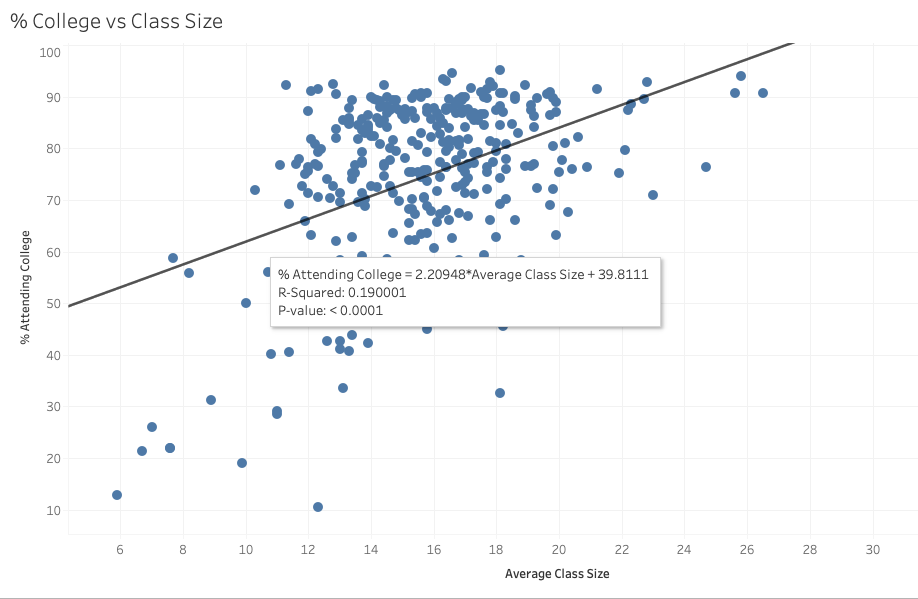 % College vs Class Size
100
90
80
70
60
50
40
30
20
10
% Attending College
% Attending College = 2.20948*Average Class Size + 39.8111
R-Squared: 0.190001
P-value: < 0.0001
6 8 10 12 14 16 18 20 22 24 26 28 30
Average Class Size